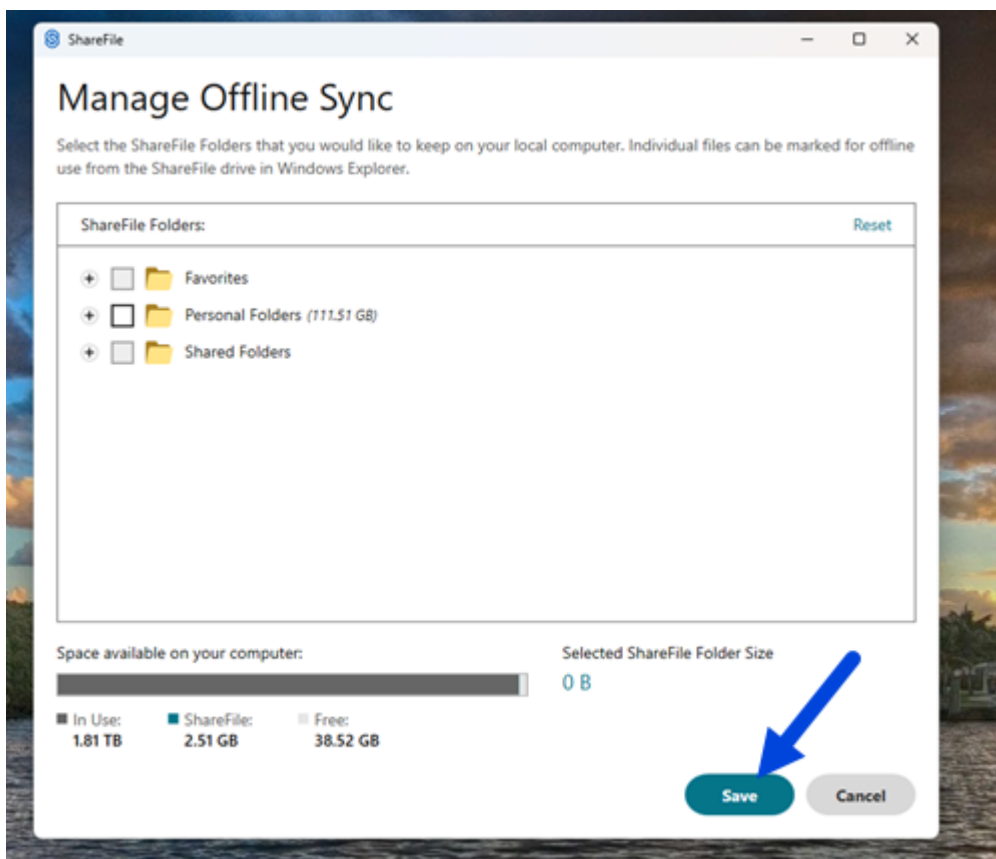 ShareFile
Manage Offline Sync
Select the ShareFile Folders that you would like to keep on your local computer. Individual files can be marked for offline
use from the ShareFile drive in Windows Explorer.
ShareFile Folders: Reset
Favorites
Personal Folders (111.51 GB)
Shared Folders
Space available on your computer: Selected ShareFile Folder Size
0 B
In Use: ShareFile: Free:
1.81 TB 2.51 GB 38.52 GB
Save Cancel